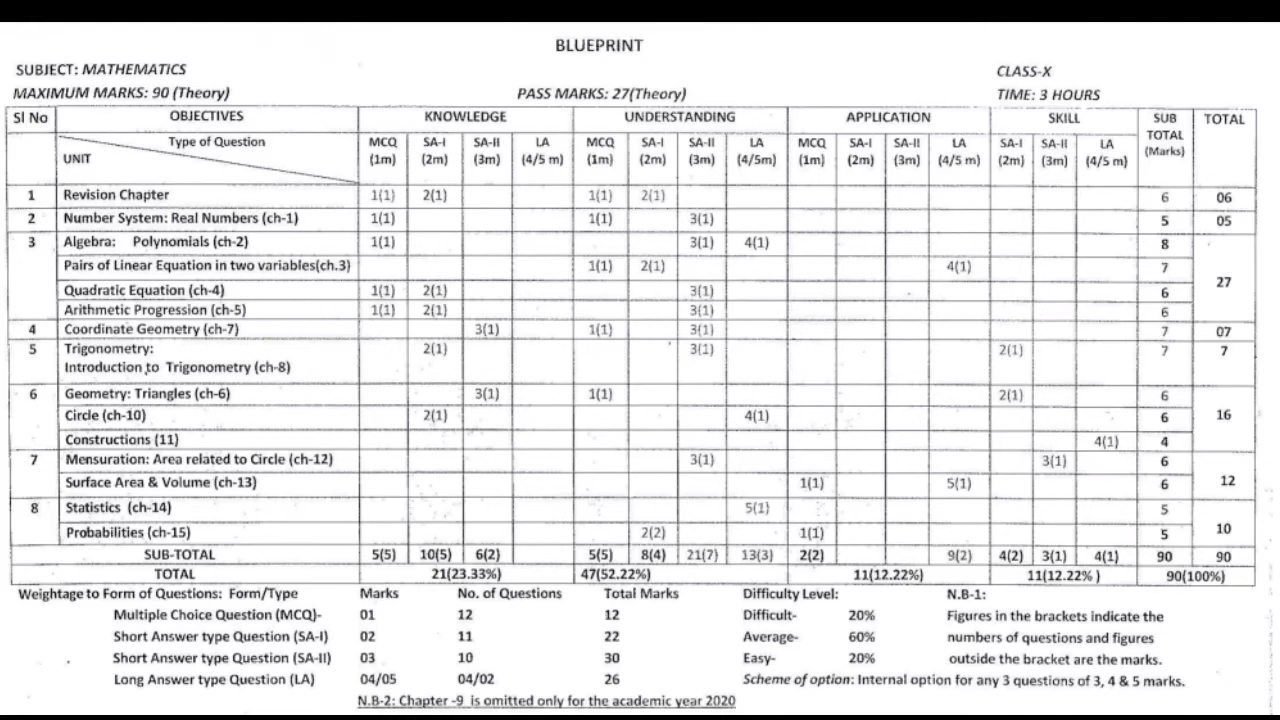 BLUEPRINT
SUBJECT: MATHEMATICS CLASS-X
MAXIMUM MARKS: 90 (Theory) PASS MARKS: 27(Theory) TIME: 3 HOURS
Sl No OBJECTIVES KNOWLEDGE UNDERSTANDING APPLICATION SKILL SUB TOTAL (Marks) TOTAL
Type of Question MCQ SA-I SA-II LA MCQ SA-I SA-II LA MCQ SA-I SA-II LA SA-I SA-II LA
UNIT (1m) (2m) (3m) (4/5 m) (1m) (2m) (3m) (4/5m) (1m) (2m) (3m) (4/5 m) (2m) (3m) (4/5 m)
1 Revision Chapter 1(1) 2(1) 1(1) 2(1) 6 06
2 Number System: Real Numbers (ch-1) 1(1) 1(1) 3(1) 5 05
3 Algebra: Polynomials (ch-2) 1(1) 3(1) 4(1) 8
Pairs of Linear Equation in two variables(ch.3) 1(1) 2(1) 4(1) 7
27
Quadratic Equation (ch-4) 1(1) 2(1) 3(1) 6
Arithmetic Progression (ch-5) 1(1) 2(1) 3(1) 6
4 Coordinate Geometry (ch-7) 3(1) 1(1) 3(1) 7 07
5 Trigonometry: 2(1) 3(1) 2(1) 7 7
Introduction to Trigonometry (ch-8)
6 Geometry: Triangles (ch-6) 3(1) 1(1) 2(1) 6
Circle (ch-10) 2(1) 4(1) 6 16
Constructions (11) 4(1) 4
7 Mensuration: Area related to Circle (ch-12) 3(1) 3(1) 6
Surface Area & Volume (ch-13) 1(1) 5(1) 6 12
8 Statistics (ch-14) 5(1) 5
Probabilities (ch-15) 2(2) 1(1) 5 10
SUB-TOTAL 5(5) 10(5) 6(2) 5(5) 8(4) 21(7) 13(3) 2(2) 9(2) 4(2) 3(1) 4(1) 90 90
TOTAL 21(23.33%) 47(52.22%) 11(12.22%) 11(12.22% ) 90(100%)
Weightage to Form of Questions: Form/Type Marks No. of Questions Total Marks Difficulty Level: N.B-1:
Multiple Choice Question (MCQ)- 01 12 12 Difficult- 20% Figures in the brackets indicate the
Short Answer type Question (SA-I) 02 11 22 Average- 60% numbers of questions and figures
Short Answer type Question (SA-II) 03 10 30 Easy- 20% outside the bracket are the marks.
Long Answer type Question (LA) 04/05 04/02 26 Scheme of option: Internal option for any 3 questions of 3, 4 & 5 marks.
N.B-2: Chapter -9 is omitted only for the academic year 2020